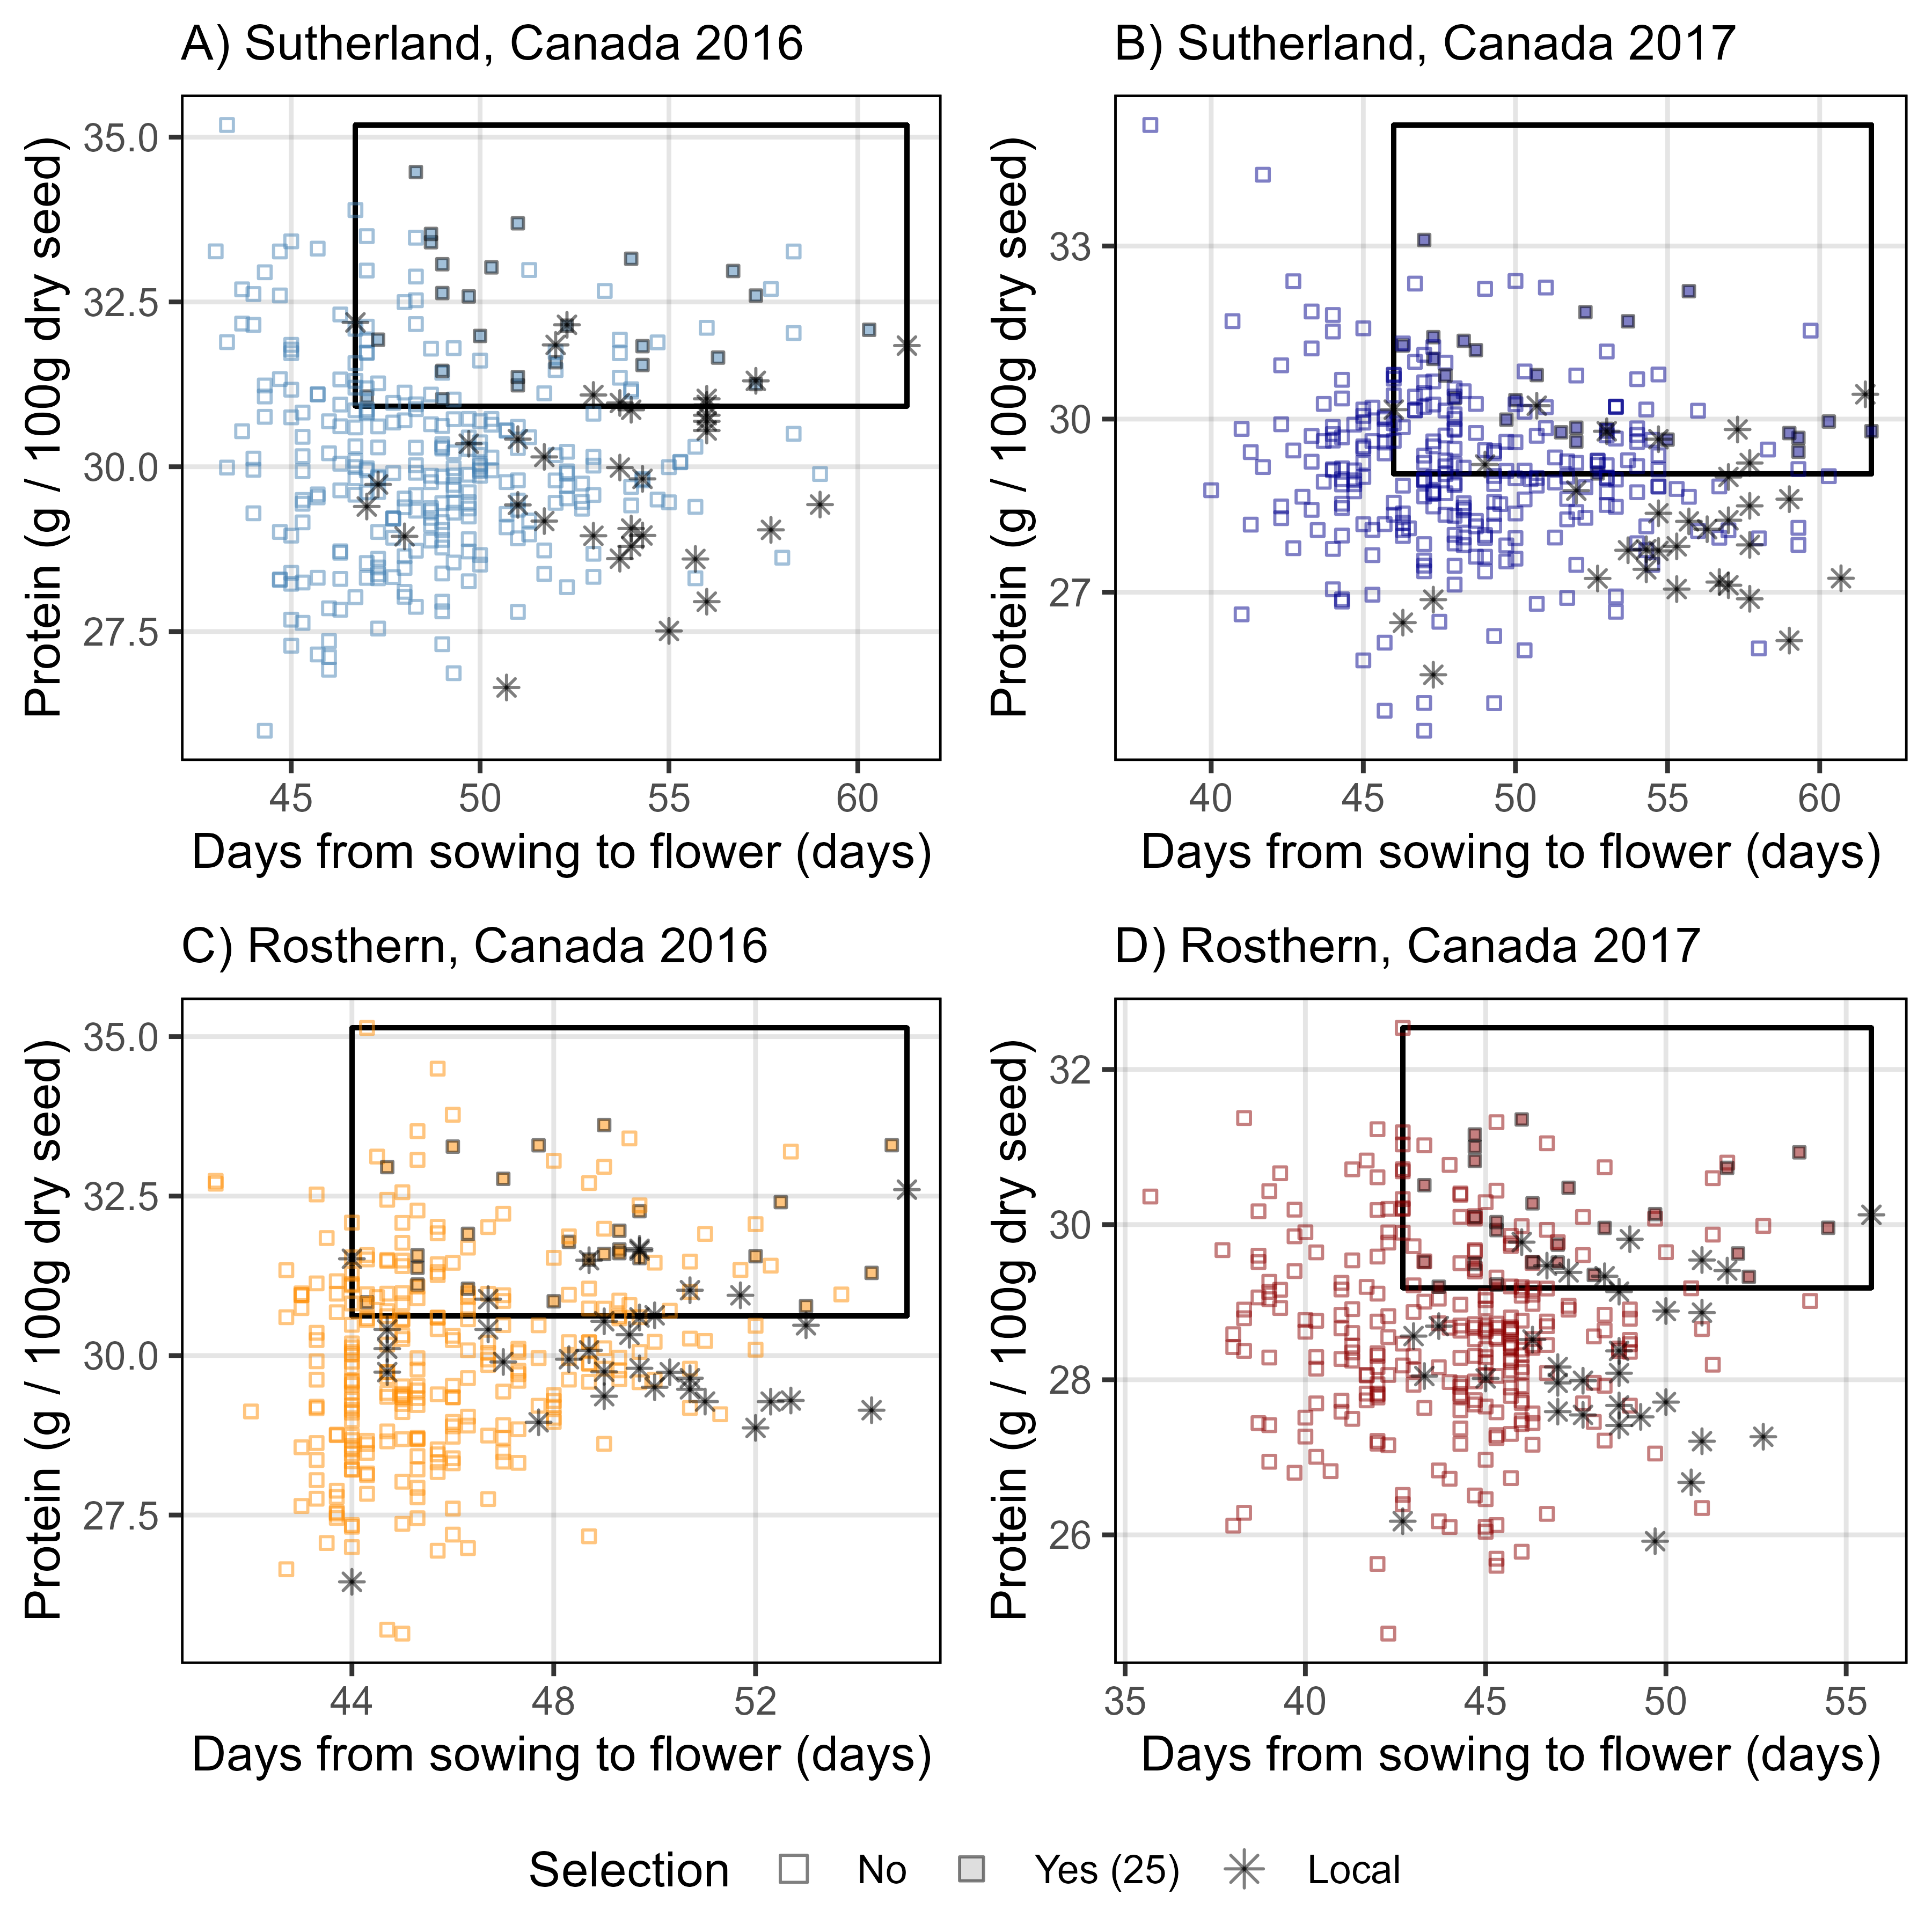 A) Sutherland, Canada 2016
Protein (g / 100g dry seed)
35.0
32.5
30.0
27.5
45 50 55 60
Days from sowing to flower (days)
B) Sutherland, Canada 2017
Protein (g / 100g dry seed)
33
30
27
40 45 50 55 60
Days from sowing to flower (days)
C) Rosthern, Canada 2016
Protein (g / 100g dry seed)
35.0
32.5
30.0
27.5
44 48 52
Days from sowing to flower (days)
D) Rosthern, Canada 2017
Protein (g / 100g dry seed)
32
30
28
26
35 40 45 50 55
Days from sowing to flower (days)
Selection No Yes (25) Local